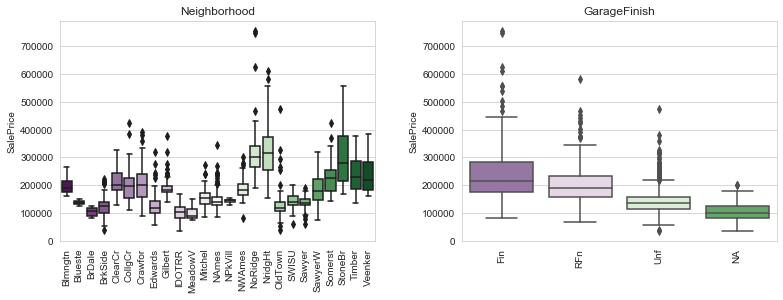 Neighborhood
SalePrice
700000
600000
500000
400000
300000
200000
100000
0
Blmngtn
Blueste
BrDale
BrkSide
ClearCr
CollgCr
Crawfor
Edwards
Gilbert
IDOTRR
MeadowV
Mitchel
NAmes
NPkVill
NWAmes
NoRidge
NridgHt
OldTown
SWISU
Sawyer
SawyerW
Somerst
StoneBr
Timber
Veenker
GarageFinish
SalePrice
700000
600000
500000
400000
300000
200000
100000
0
Fin
RFn
Unf
NA